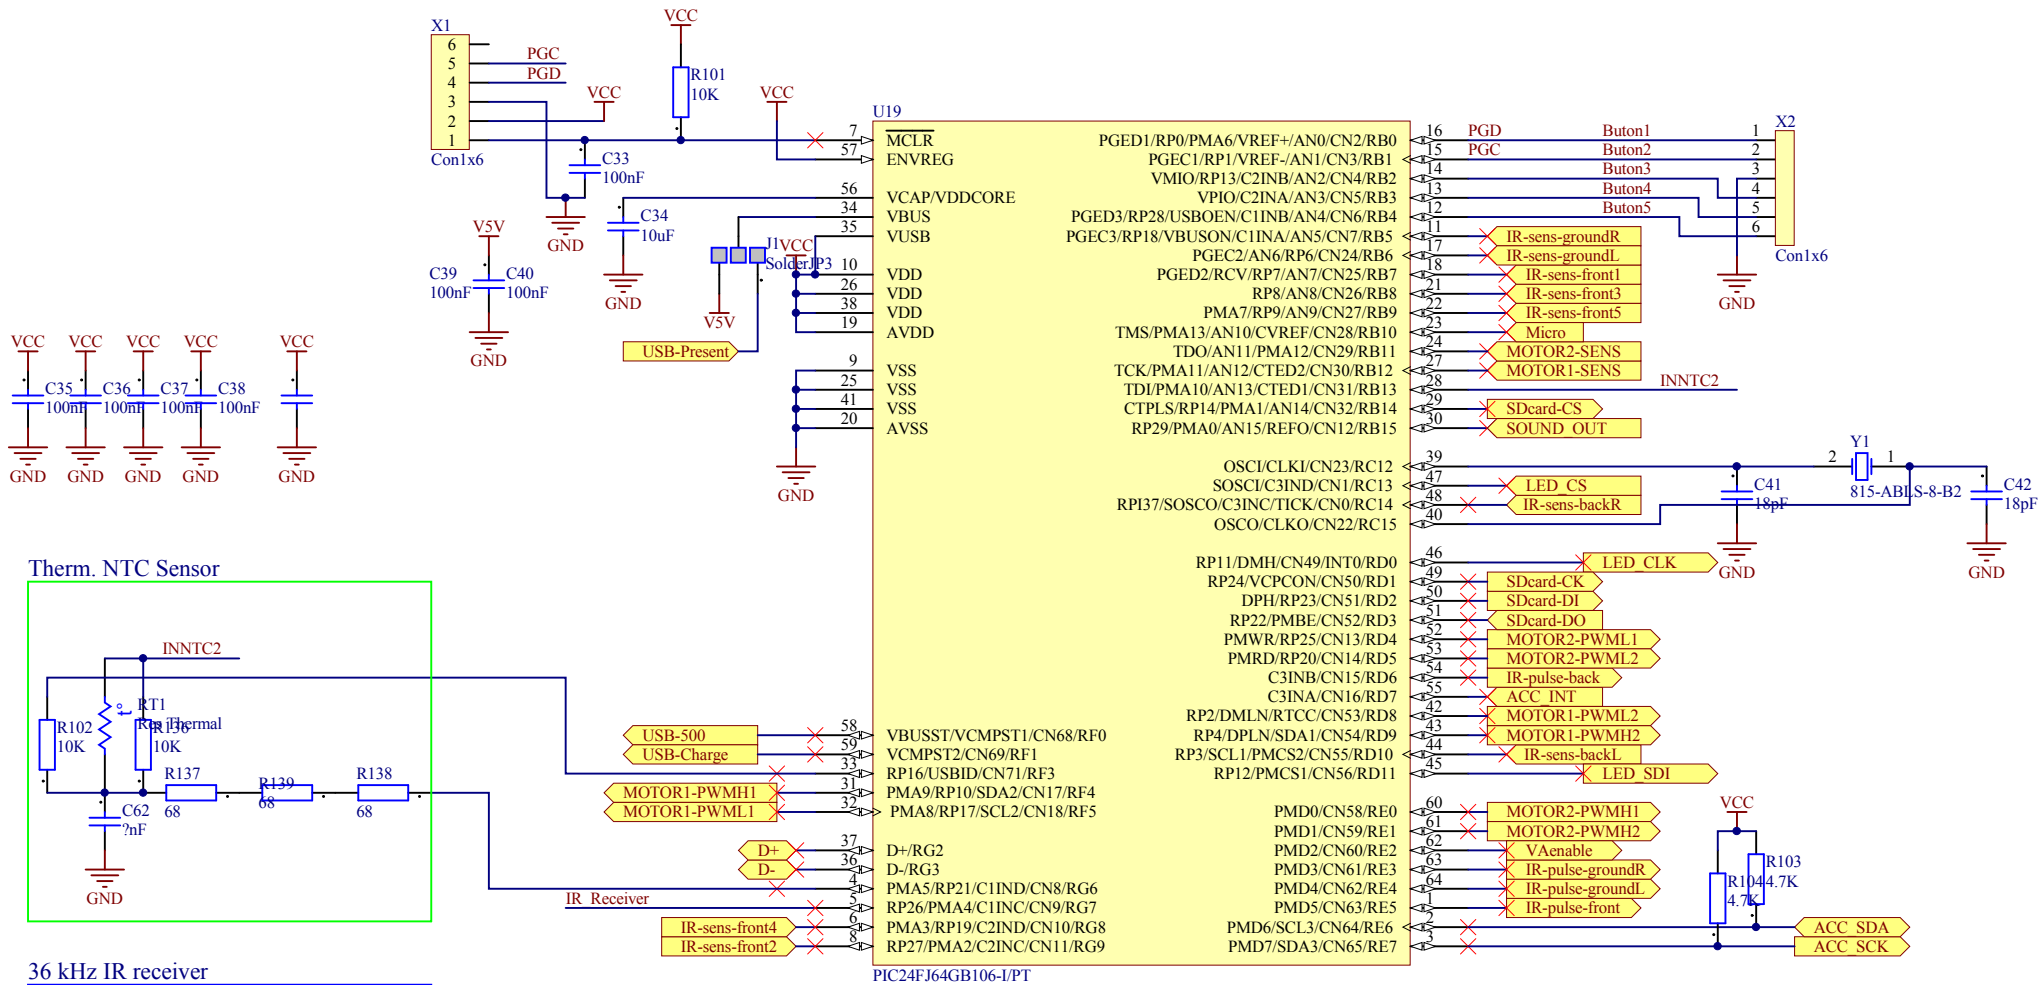 X1
6
5 PGC
4 PGD
3
2 VCC
1
Con1x6
VCC
R101
10K
VCC
C33
100nF
GND
C34
10uF
GND
V5V
C39
100nF
C40
100nF
GND
J1
SolderJP3
VCC
V5V
USB-Present
GND
VCC VCC VCC VCC VCC
C35
100nF
C36
100nF
C37
100nF
C38
100nF
GND GND GND GND GND
U19
7 MCLR
57 ENVREG
56 VCAP/VDDCORE
34 VBUS
35 VUSB
10 VDD
26 VDD
38 VDD
19 AVDD
9 VSS
25 VSS
41 VSS
20 AVSS
USB-500 58 VBUSST/VCMPST1/CN68/RF0
USB-Charge 59 VCMPST2/CN69/RF1
33 RP16/USBID/CN71/RF3
MOTOR1-PWMH1 31 PMA9/RP10/SDA2/CN17/RF4
MOTOR1-PWML1 32 PMA8/RP17/SCL2/CN18/RF5
D+ 37 D+/RG2
D- 36 D-/RG3
4 PMA5/RP21/C1IND/CN8/RG6
IR Receiver 5 RP26/PMA4/C1INC/CN9/RG7
IR-sens-front4 6 PMA3/RP19/C2IND/CN10/RG8
IR-sens-front2 8 RP27/PMA2/C2INC/CN11/RG9
PGED1/RP0/PMA6/VREF+/AN0/CN2/RB0 16 PGD Buton1
PGEC1/RP1/VREF-/AN1/CN3/RB1 15 PGC Buton2
VMIO/RP13/C2INB/AN2/CN4/RB2 14 Buton3
VPIO/C2INA/AN3/CN5/RB3 13 Buton4
PGED3/RP28/USBOEN/C1INB/AN4/CN6/RB4 12 Buton5
PGEC3/RP18/VBUSON/C1INA/AN5/CN7/RB5 11 IR-sens-groundR
PGEC2/AN6/RP6/CN24/RB6 17 IR-sens-groundL
PGED2/RCV/RP7/AN7/CN25/RB7 18 IR-sens-front1
RP8/AN8/CN26/RB8 21 IR-sens-front3
PMA7/RP9/AN9/CN27/RB9 22 IR-sens-front5
TMS/PMA13/AN10/CVREF/CN28/RB10 23 Micro
TDO/AN11/PMA12/CN29/RB11 24 MOTOR2-SENS
TCK/PMA11/AN12/CTED2/CN30/RB12 27 MOTOR1-SENS
TDI/PMA10/AN13/CTED1/CN31/RB13 28 INNTC2
CTPLS/RP14/PMA1/AN14/CN32/RB14 29 SDcard-CS
RP29/PMA0/AN15/REFO/CN12/RB15 30 SOUND_OUT
OSCI/CLKI/CN23/RC12 39
SOSCI/C3IND/CN1/RC13 47 LED_CS
RPI37/SOSCO/C3INC/TICK/CN0/RC14 48 IR-sens-backR
OSCO/CLKO/CN22/RC15 40
RP11/DMH/CN49/INT0/RD0 46 LED_CLK
RP24/VCPCON/CN50/RD1 49 SDcard-CK
DPH/RP23/CN51/RD2 50 SDcard-DI
RP22/PMBE/CN52/RD3 51 SDcard-DO
PMWR/RP25/CN13/RD4 52 MOTOR2-PWML1
PMRD/RP20/CN14/RD5 53 MOTOR2-PWML2
C3INB/CN15/RD6 54 IR-pulse-back
C3INA/CN16/RD7 55 ACC_INT
RP2/DMLN/RTCC/CN53/RD8 42 MOTOR1-PWML2
RP4/DPLN/SDA1/CN54/RD9 43 MOTOR1-PWMH2
RP3/SCL1/PMCS2/CN55/RD10 44 IR-sens-backL
RP12/PMCS1/CN56/RD11 45 LED_SDI
PMD0/CN58/RE0 60 MOTOR2-PWMH1
PMD1/CN59/RE1 61 MOTOR2-PWMH2
PMD2/CN60/RE2 62 VAenable
PMD3/CN61/RE3 63 IR-pulse-groundR
PMD4/CN62/RE4 64 IR-pulse-groundL
PMD5/CN63/RE5 1 IR-pulse-front
PMD6/SCL3/CN64/RE6 2 ACC_SDA
PMD7/SDA3/CN65/RE7 3 ACC_SCK
PIC24FJ64GB106-I/PT
X2
1
2
3
4
5
6
Con1x6
GND
Y1
2 1
815-ABLS-8-B2
C41
18pF
GND
C42
18pF
GND
VCC
R103
4.7K
R104
4.7K
Therm. NTC Sensor
INNTC2
R102
10K
t°
RT1
Res Thermal
R136
10K
R137
68
R139
68
R138
68
C62
?nF
GND
36 kHz IR receiver